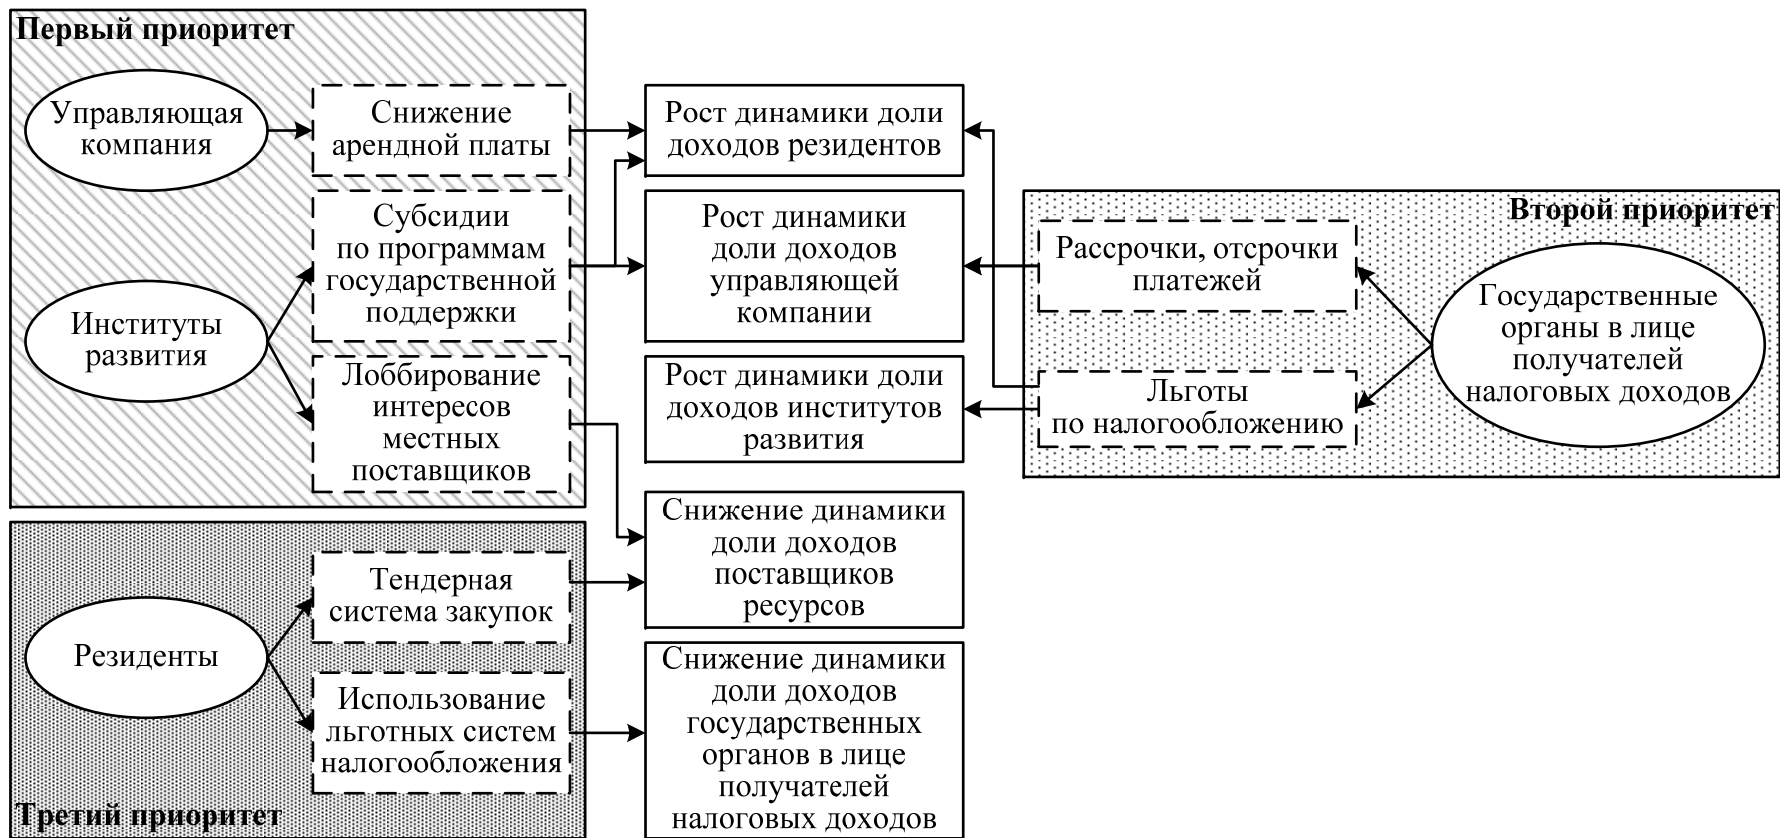 Первый приоритет
Управляющая
компания
Снижение
арендной платы
Субсидии
по программам
государственной
поддержки
Институты
развития
Лоббирование
интересов
местных
поставщиков
Рост динамики доли
доходов резидентов
Рост динамики
доли доходов
управляющей
компании
Рост динамики доли
доходов институтов
развития
Снижение динамики
доли доходов
поставщиков
ресурсов
Снижение динамики
доли доходов
государственных
органов в лице
получателей
налоговых доходов
Второй приоритет
Рассрочки, отсрочки
платежей
Льготы
по налогообложению
Государственные
органы в лице
получателей
налоговых доходов
Резиденты
Тендерная
система закупок
Использование
льготных систем
налогообложения
Третий приоритет